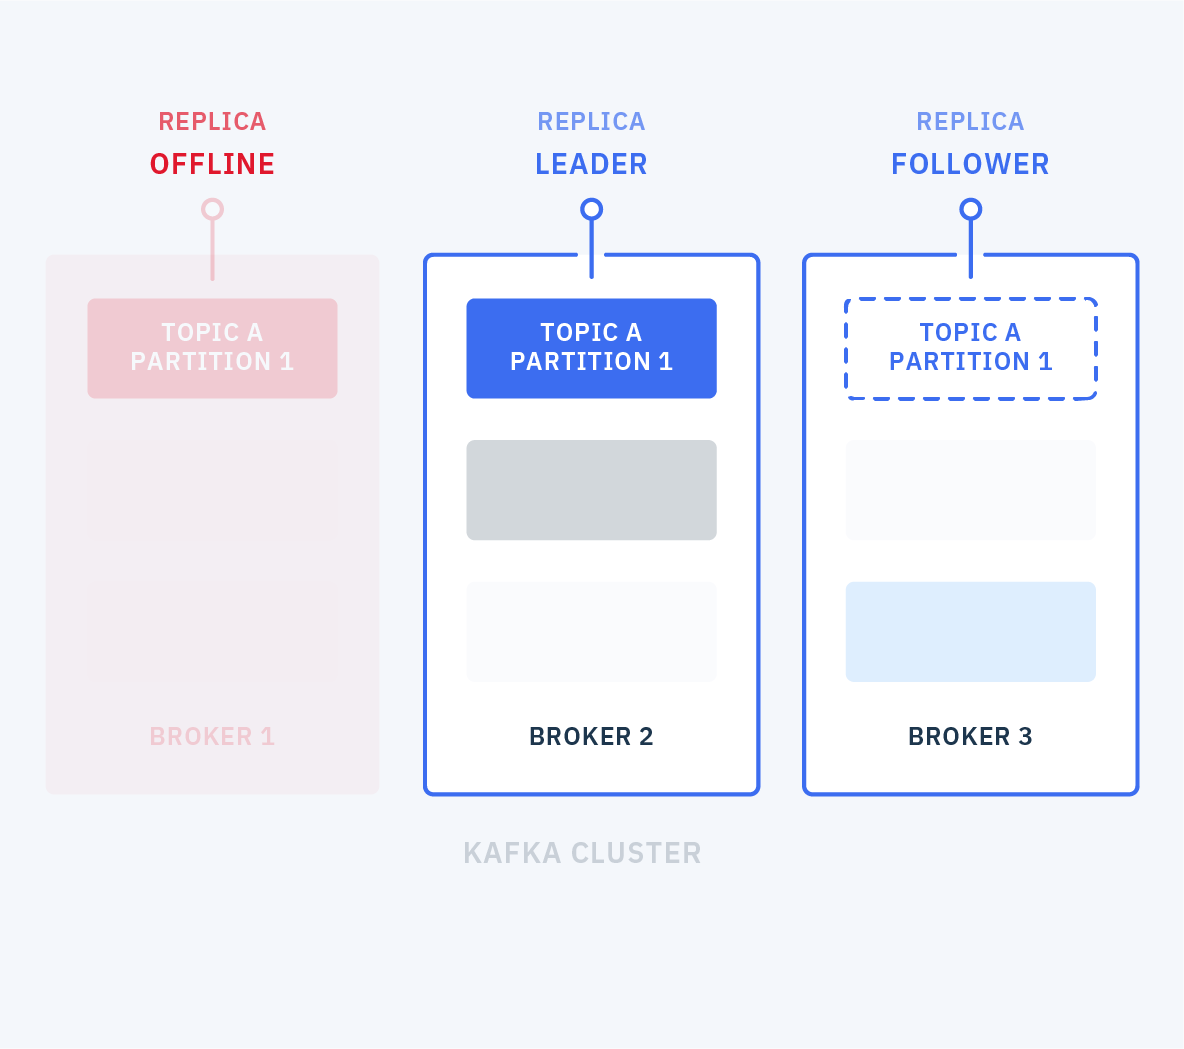 REPLICA
OFFLINE
REPLICA
LEADER
REPLICA
FOLLOWER
TOPIC A
PARTITION 1
TOPIC A
PARTITION 1
TOPIC A
PARTITION 1
BROKER 1
BROKER 2
BROKER 3
KAFKA CLUSTER